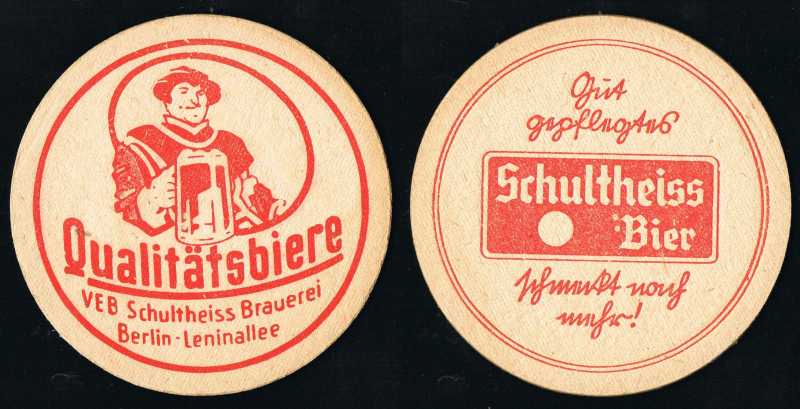 Qualitätsbiere
VEB Schultheiss Brauerei
Berlin-Leninallee
Gut
gepflegtes
Schultheiss
Bier
schmeckt nach
mehr!